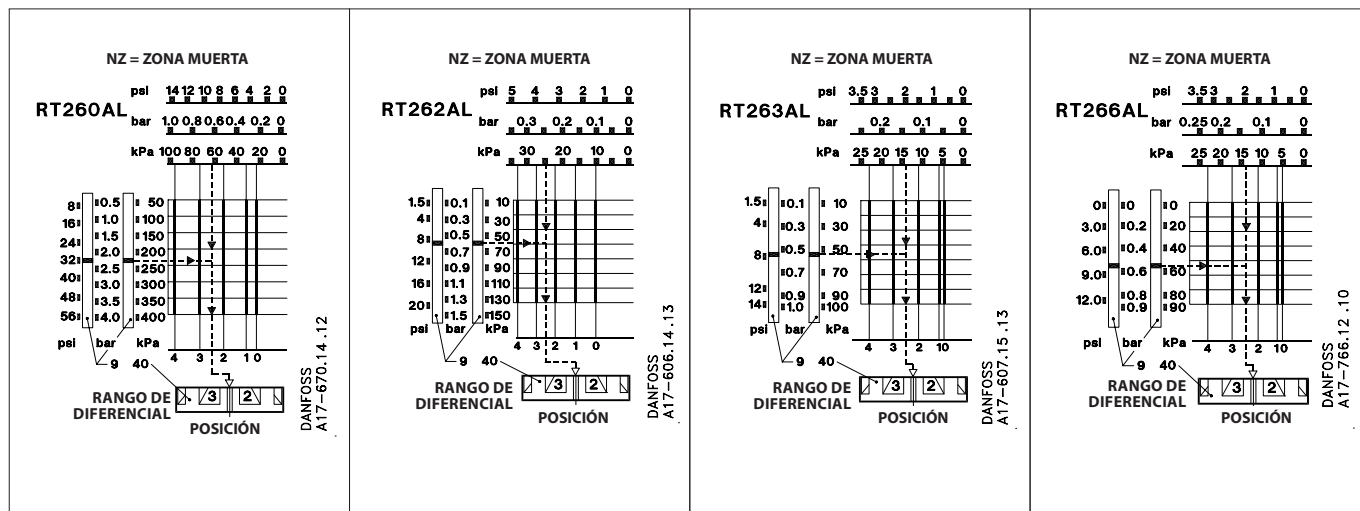 NZ = ZONA MUERTA
RT260AL
psi 14 12 10 8 6 4 2 0
bar 1.0 0.8 0.6 0.4 0.2 0
kPa 100 80 60 40 20 0
8 0.5 50
16 1.0 100
1.5 150
24 2.0 200
32 2.5 250
40 3.0 300
48 3.5 350
56 4.0 400
psi bar kPa
4 3 2 1 0
9 40
RANGO DE
DIFERENCIAL
3 2
POSICIÓN
DANFOSS
A17-670.14.12
NZ = ZONA MUERTA
RT262AL
psi 5 4 3 2 1 0
bar 0.3 0.2 0.1 0
kPa 30 20 10 0
1.5 0.1 10
4 0.3 30
8 0.5 50
0.7 70
12 0.9 90
16 1.1 110
20 1.3 130
1.5 150
psi bar kPa
4 3 2 1 0
9 40
RANGO DE
DIFERENCIAL
3 2
POSICIÓN
DANFOSS
A17-606.14.13
NZ = ZONA MUERTA
RT263AL
psi 3.5 3 2 1 0
bar 0.2 0.1 0
kPa 25 20 15 10 5 0
1.5 0.1 10
4 0.3 30
8 0.5 50
0.7 70
12 0.9 90
14 1.0 100
psi bar kPa
4 3 2 1 0
9 40
RANGO DE
DIFERENCIAL
3 2
POSICIÓN
DANFOSS
A17-607.15.13
NZ = ZONA MUERTA
RT266AL
psi 3.5 3 2 1 0
bar 0.25 0.2 0.1 0
kPa 25 20 15 10 5 0
0 0 0
3.0 0.2 20
6.0 0.4 40
9.0 0.6 60
12.0 0.8 80
0.9 90
psi bar kPa
4 3 2 1 0
9 40
RANGO DE
DIFERENCIAL
3 2
POSICIÓN
DANFOSS
A17-766.12.10